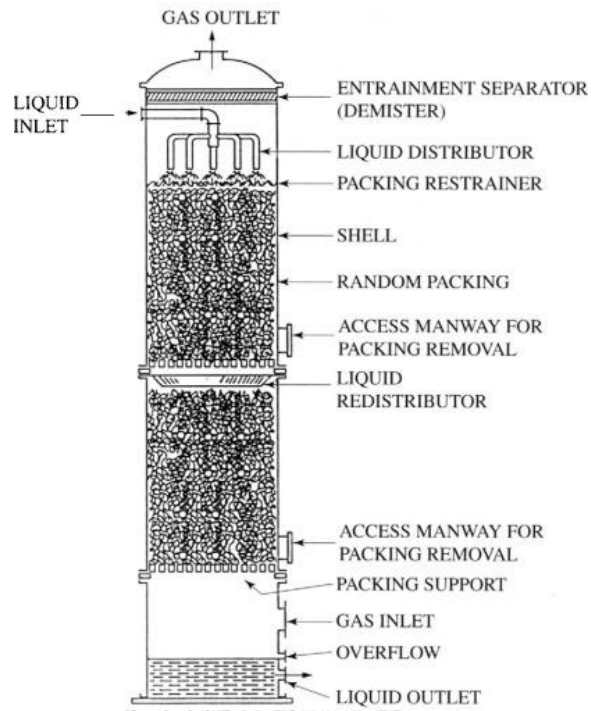 GAS OUTLET
LIQUID
INLET
ENTRAINMENT SEPARATOR
(DEMISTER)
LIQUID DISTRIBUTOR
PACKING RESTRAINER
SHELL
RANDOM PACKING
ACCESS MANWAY FOR
PACKING REMOVAL
LIQUID
REDISTRIBUTOR
ACCESS MANWAY FOR
PACKING REMOVAL
PACKING SUPPORT
GAS INLET
OVERFLOW
LIQUID OUTLET